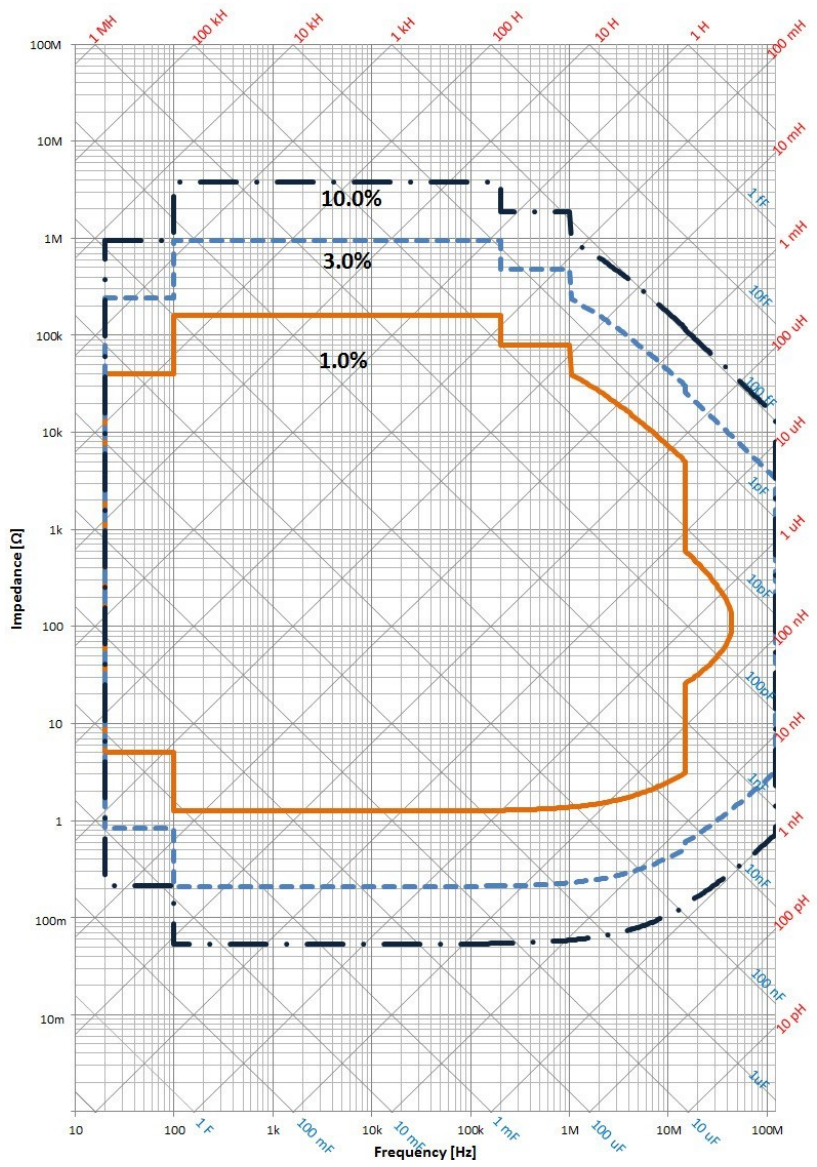 1 MH
100 kH
10 kH
1 kH
100 H
10 H
1 H
100 mH
100M
10M
10 mH
1 fF
10.0%
1M
1 mH
3.0%
10fF
100k
100 uH
1.0%
100 fF
10k
10 uH
1pF
1k
1 uH
Impedance [Ω]
10pF
100
100 nH
100pF
10
10 nH
1nF
1
1 nH
10nF
100m
100 pH
100 nF
10m
10 pH
1uF
10
100
1 F
1k
100 mF
10k
10 mF
100k
1 mF
1M
100 uF
10M
10 uF
100M
Frequency [Hz]